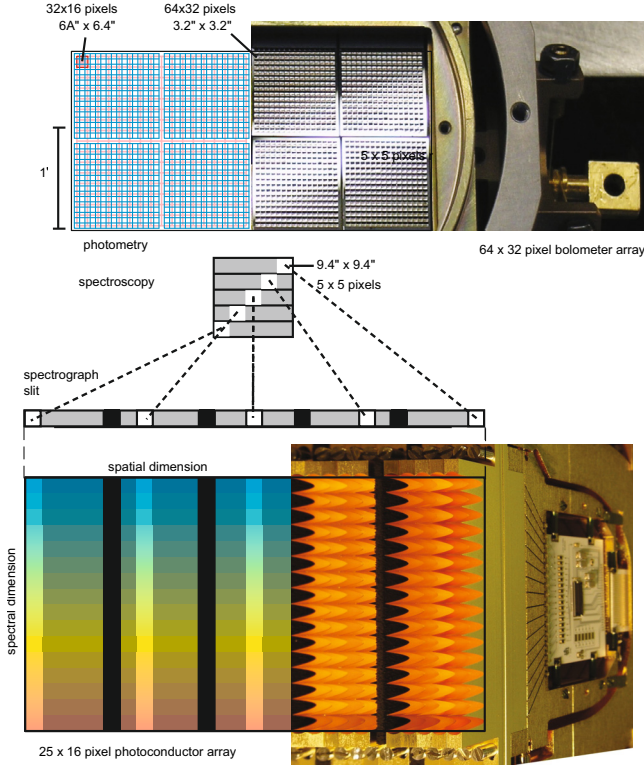 32x16 pixels
6A" x 6.4"
64x32 pixels
3.2" x 3.2"
5 x 5 pixels
1'
photometry
64 x 32 pixel bolometer array
spectroscopy
9.4" x 9.4"
5 x 5 pixels
spectrograph
slit
spatial dimension
spectral dimension
25 x 16 pixel photoconductor array